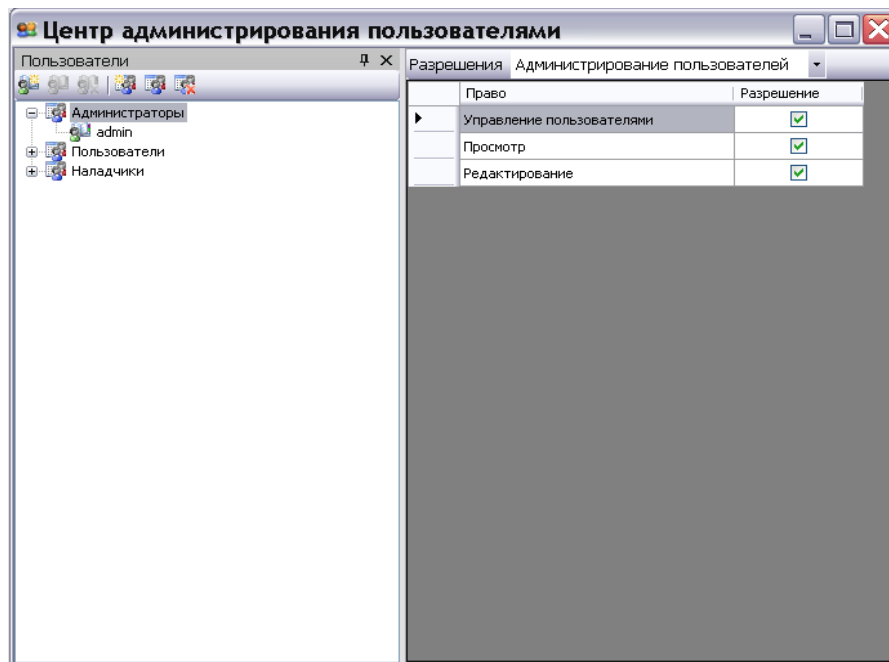 Центр администрирования пользователями
Пользователи
Администраторы
admin
Пользователи
Наладчики
Разрешения Администрирование пользователей
Право Разрешение
Управление пользователями
Просмотр
Редактирование